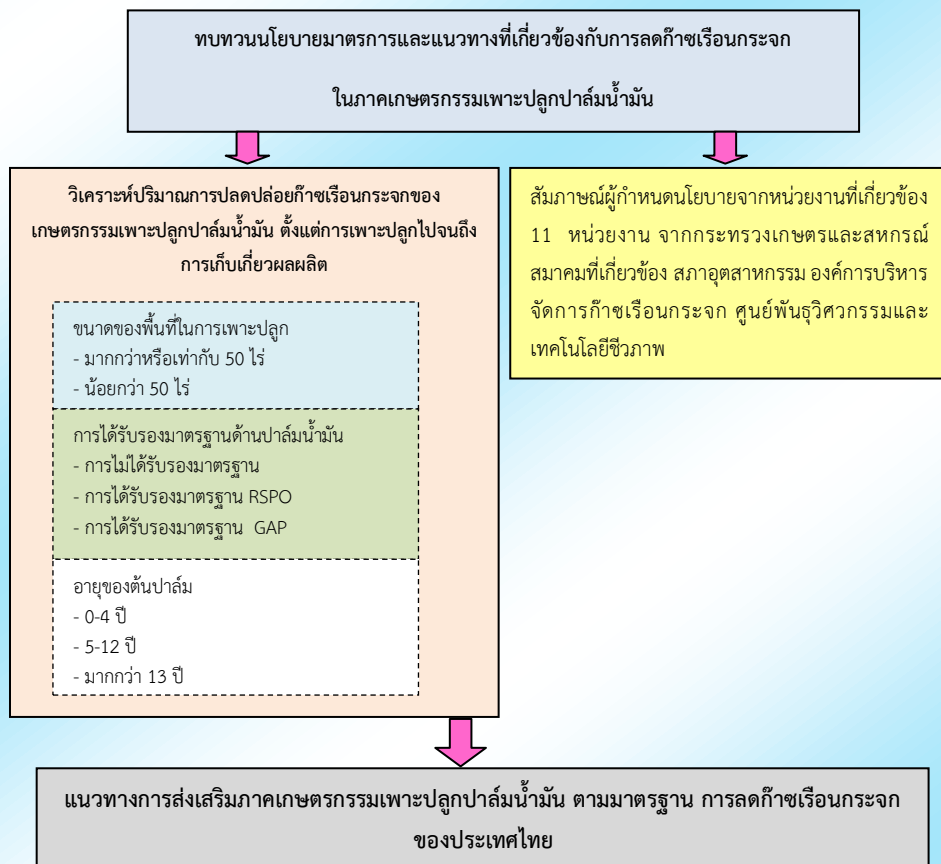 ทบทวนนโยบายมาตรการและแนวทางที่เกี่ยวข้องกับการลดก๊าซเรือนกระจก
ในภาคเกษตรกรรมเพาะปลูกปาล์มน้ำมัน
วิเคราะห์ปริมาณการปลดปล่อยก๊าซเรือนกระจกของ
เกษตรกรรมเพาะปลูกปาล์มน้ำมัน ตั้งแต่การเพาะปลูกไปจนถึง
การเก็บเกี่ยวผลผลิต
ขนาดของพื้นที่ในการเพาะปลูก
- มากกว่าหรือเท่ากับ 50 ไร่
- น้อยกว่า 50 ไร่
การได้รับรองมาตรฐานด้านปาล์มน้ำมัน
- การไม่ได้รับรองมาตรฐาน
- การได้รับรองมาตรฐาน RSPO
- การได้รับรองมาตรฐาน GAP
อายุของต้นปาล์ม
- 0-4 ปี
- 5-12 ปี
- มากกว่า 13 ปี
สัมภาษณ์ผู้กำหนดนโยบายจากหน่วยงานที่เกี่ยวข้อง
11 หน่วยงาน จากกระทรวงเกษตรและสหกรณ์
สมาคมที่เกี่ยวข้อง สภาอุตสาหกรรม องค์การบริหาร
จัดการก๊าซเรือนกระจก ศูนย์พันธุวิศวกรรมและ
เทคโนโลยีชีวภาพ
แนวทางการส่งเสริมภาคเกษตรกรรมเพาะปลูกปาล์มน้ำมัน ตามมาตรฐาน การลดก๊าซเรือนกระจก
ของประเทศไทย